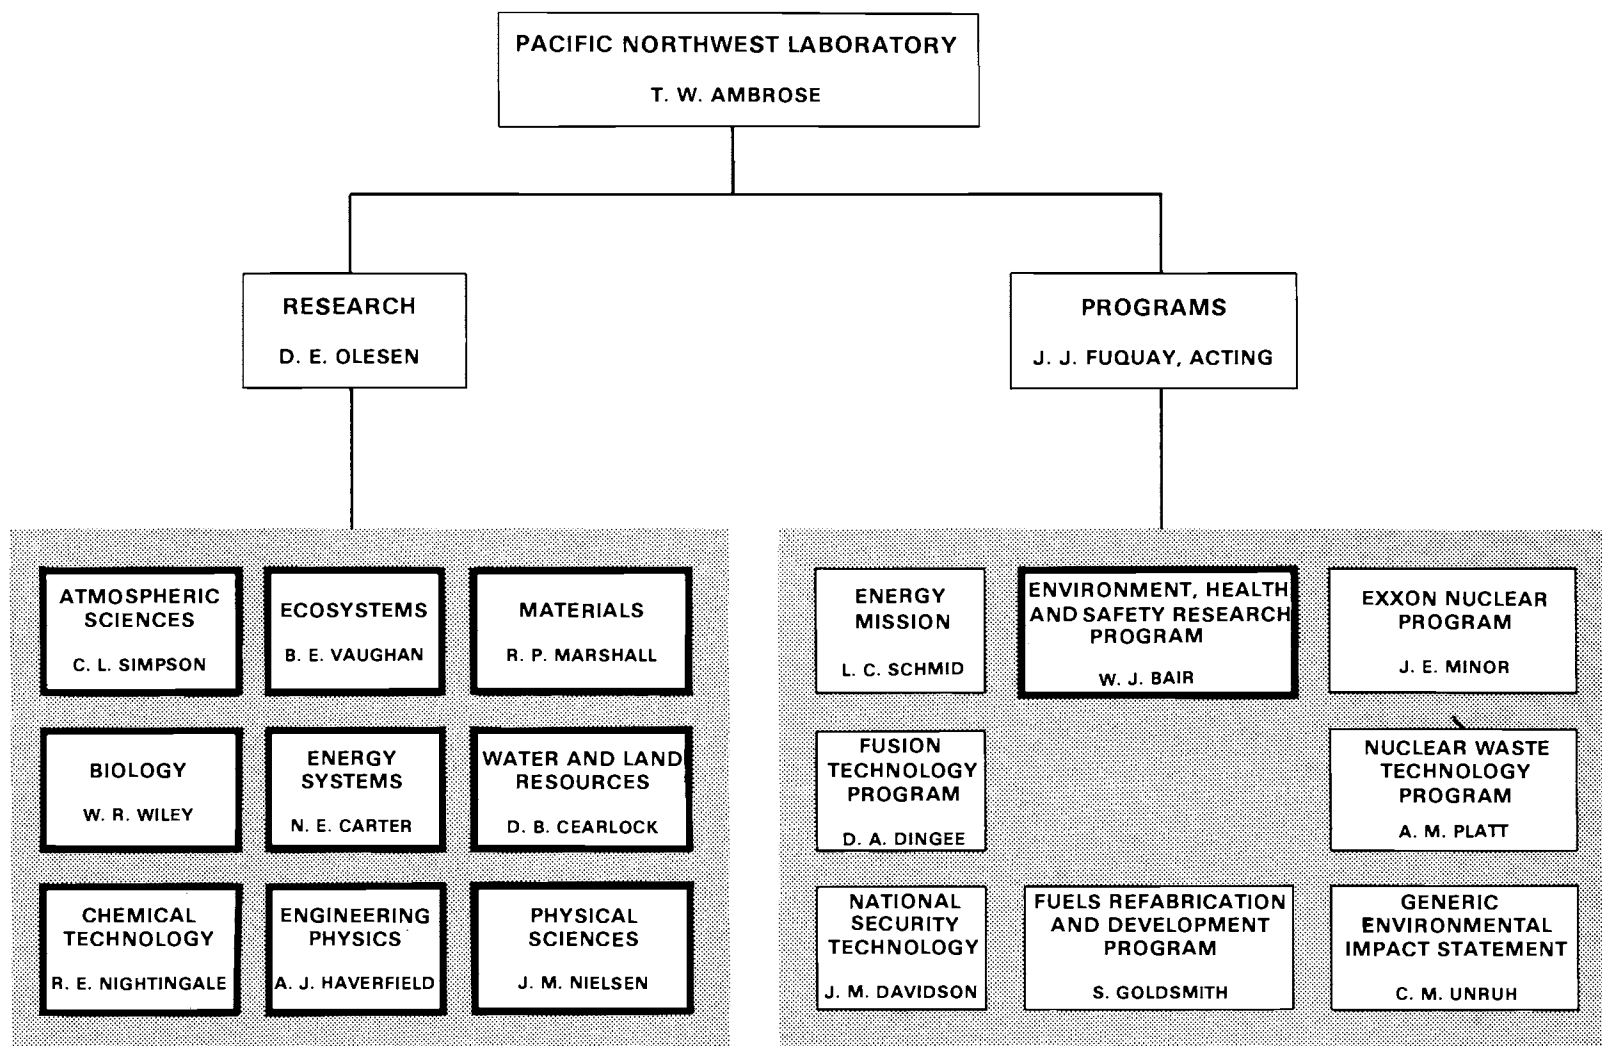 PACIFIC NORTHWEST LABORATORY
T. W. AMBROSE
RESEARCH
D. E. OLESEN
PROGRAMS
J. J. FUQUAY, ACTING
ATMOSPHERIC
SCIENCES
C. L. SIMPSON
ECOSYSTEMS
B. E. VAUGHAN
MATERIALS
R. P. MARSHALL
BIOLOGY
W. R. WILEY
ENERGY
SYSTEMS
N. E. CARTER
WATER AND LAND
RESOURCES
D. B. CEARLOCK
CHEMICAL
TECHNOLOGY
R. E. NIGHTINGALE
ENGINEERING
PHYSICS
A. J. HAVERFIELD
PHYSICAL
SCIENCES
J. M. NIELSEN
ENERGY
MISSION
L. C. SCHMID
ENVIRONMENT, HEALTH
AND SAFETY RESEARCH
PROGRAM
W. J. BAIR
EXXON NUCLEAR
PROGRAM
J. E. MINOR
FUSION
TECHNOLOGY
PROGRAM
D. A. DINGEE
NUCLEAR WASTE
TECHNOLOGY
PROGRAM
A. M. PLATT
NATIONAL
SECURITY
TECHNOLOGY
J. M. DAVIDSON
FUELS REFABRICATION
AND DEVELOPMENT
PROGRAM
S. GOLDSMITH
GENERIC
ENVIRONMENTAL
IMPACT STATEMENT
C. M. UNRUH